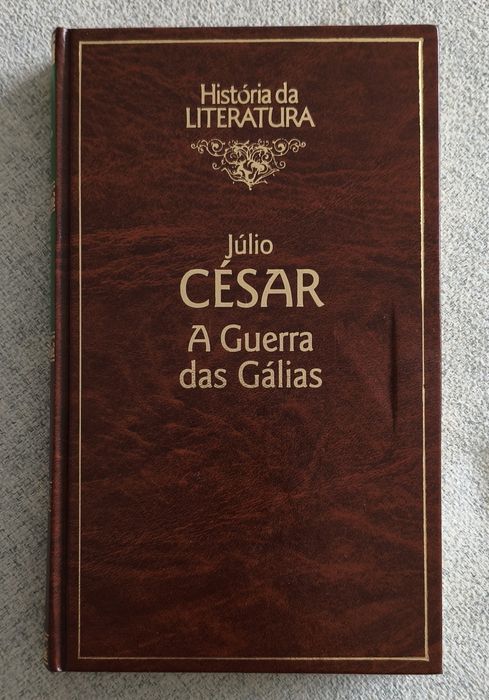 História da
LITERATURA
Júlio
CÉSAR
A Guerra
das Gálias